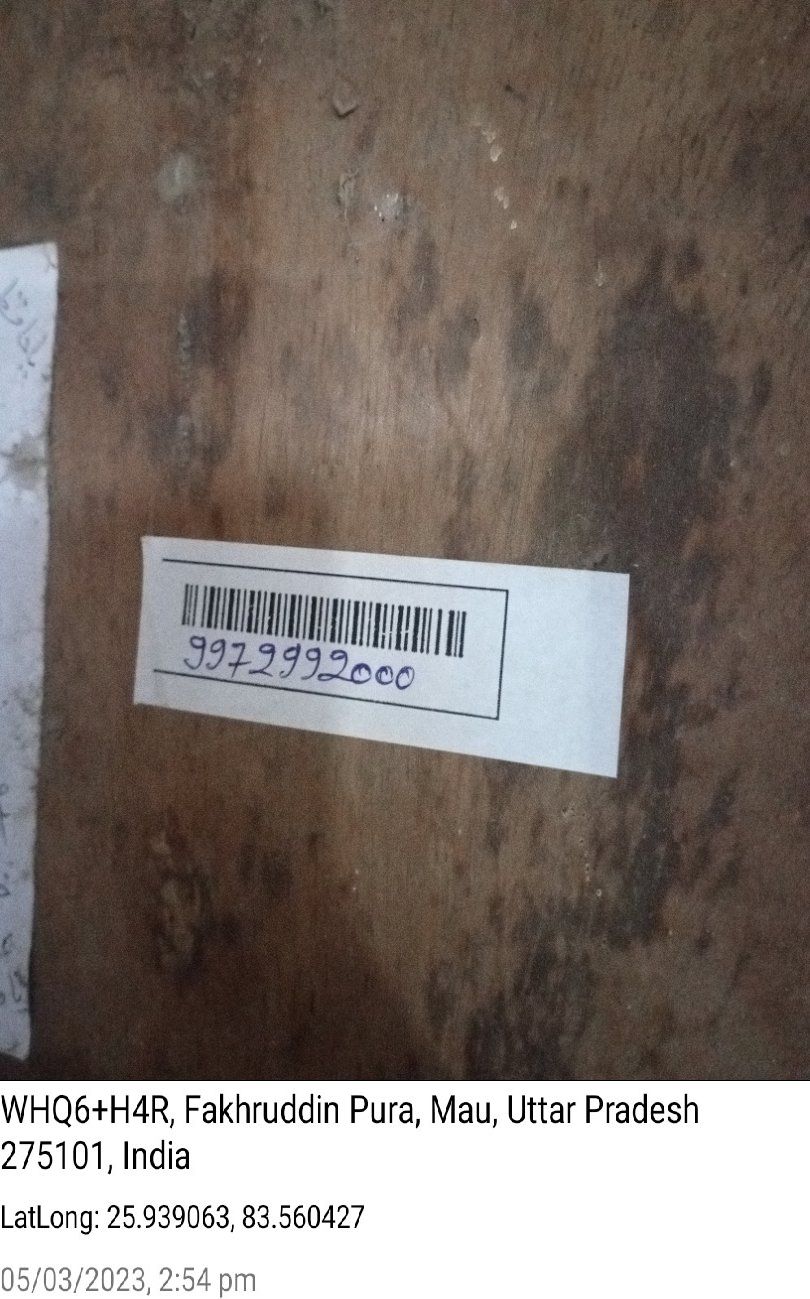 9972992000
WHQ6+H4R, Fakhruddin Pura, Mau, Uttar Pradesh
275101, India
LatLong: 25.939063, 83.560427
05/03/2023, 2:54 pm